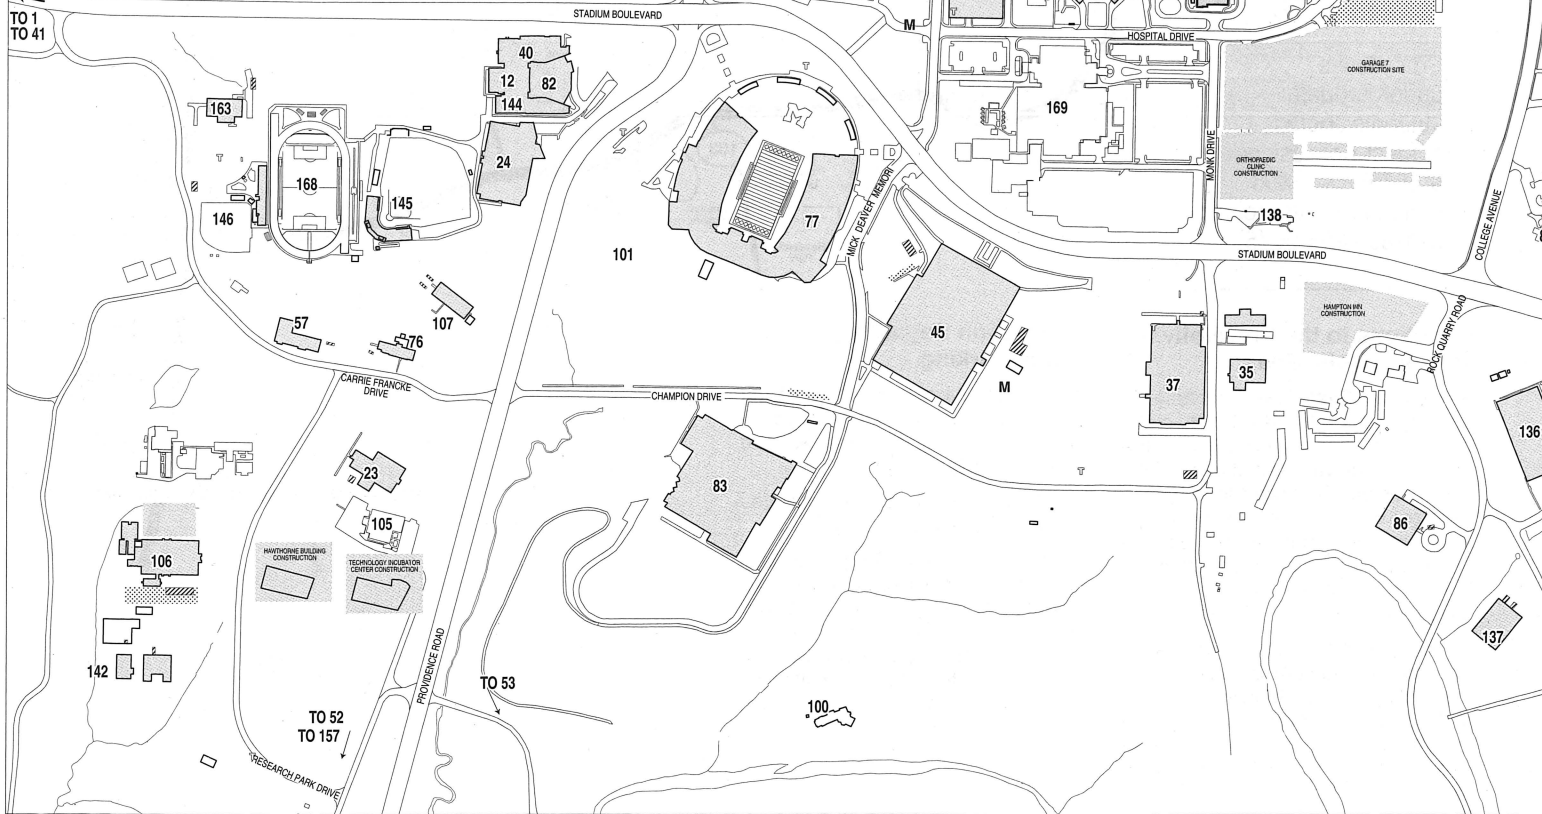 TO 1
TO 41
STADIUM BOULEVARD
M
T
HOSPITAL DRIVE
GARAGE 7
CONSTRUCTION SITE
40
12
82
144
163
T
T
D
169
24
T
168
145
146
T
D
77
MICK DEAVER MEMORI
MONK DRIVE
ORTHOPAEDIC
CLINIC
CONSTRUCTION
138
COLLEGE AVENUE
8
101
STADIUM BOULEVARD
107
57
76
45
M
HAMPTON INN
CONSTRUCTION
ROCK QUARRY ROAD
37
35
CARRIE FRANCKE
DRIVE
CHAMPION DRIVE
136
23
83
T
105
86
106
HAWTHORNE BUILDING
CONSTRUCTION
TECHNOLOGY INCUBATOR
CENTER CONSTRUCTION
137
142
PROVIDENCE ROAD
TO 53
100
TO 52
TO 157
RESEARCH PARK DRIVE